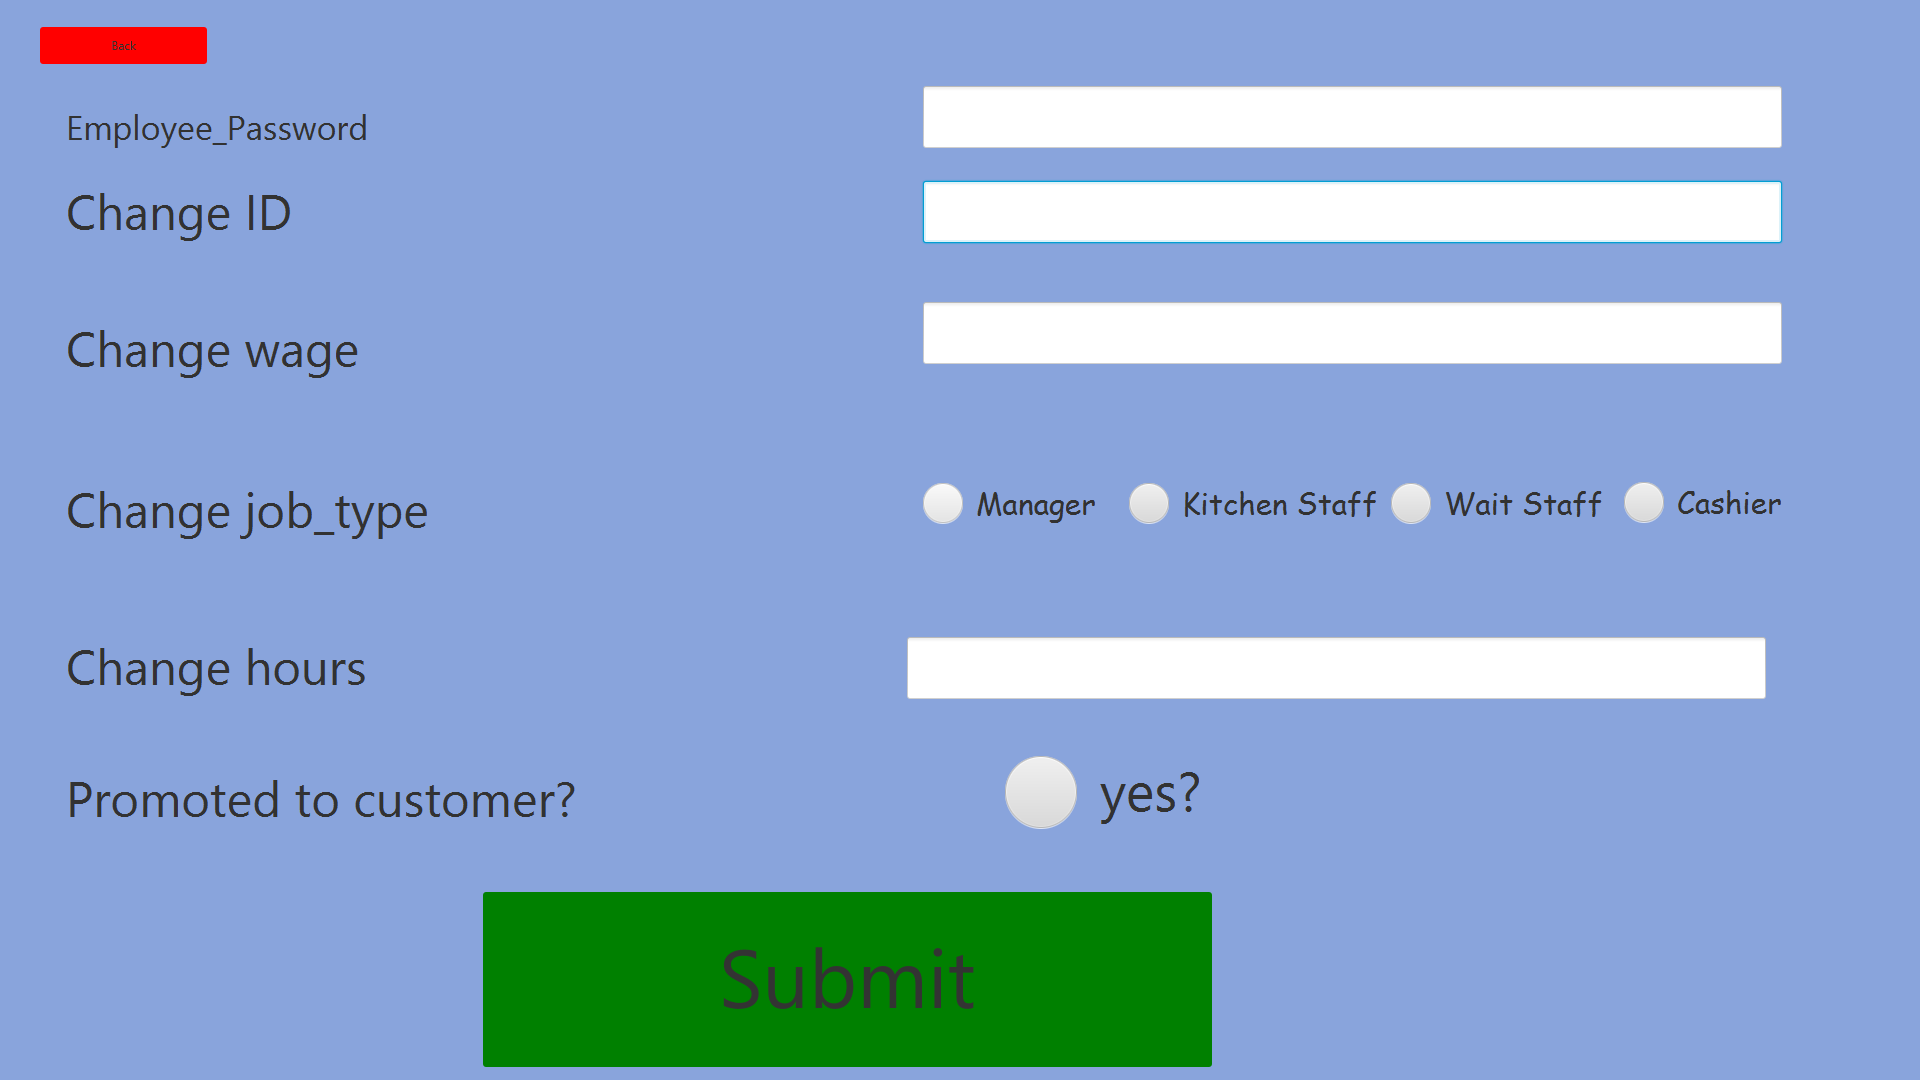 Back
Employee_Password
Change ID
Change wage
Change job_type
Manager Kitchen Staff Wait Staff Cashier
Change hours
Promoted to customer?
yes?
Submit